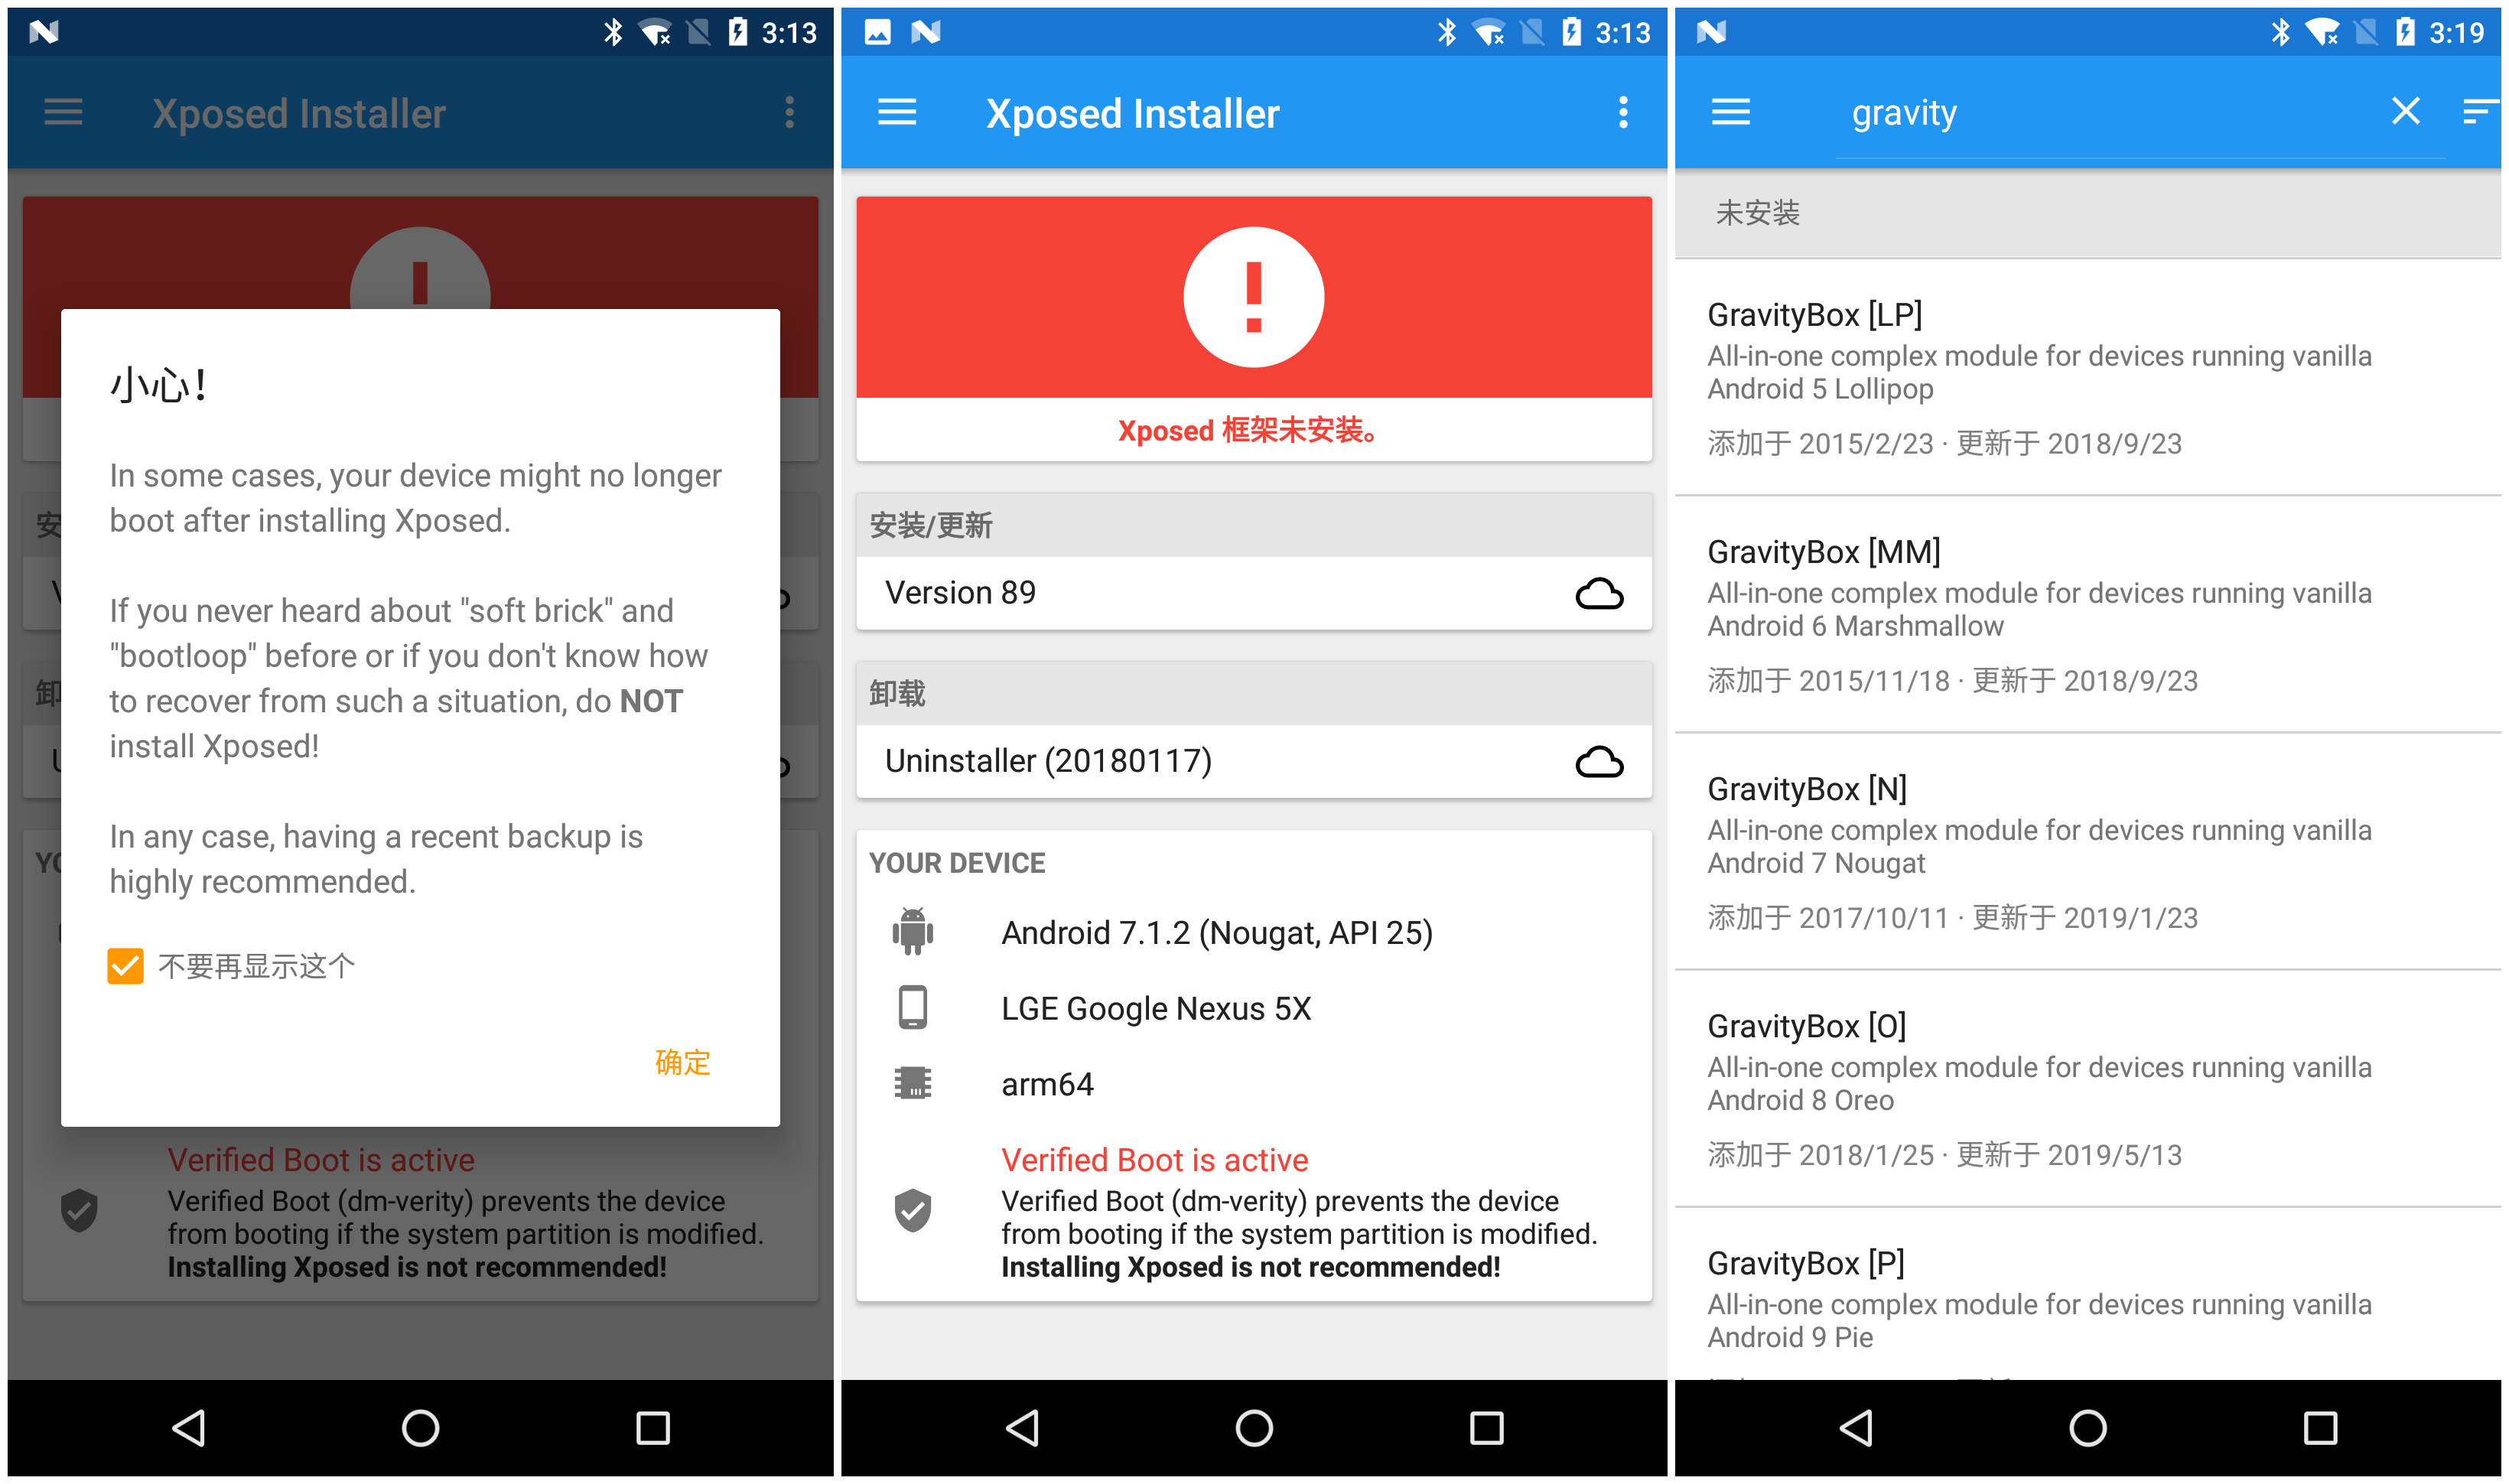 3:13
Xposed Installer
小心！
In some cases, your device might no longer
boot after installing Xposed.
If you never heard about "soft brick" and
"bootloop" before or if you don't know how
to recover from such a situation, do NOT
install Xposed!
In any case, having a recent backup is
highly recommended.
不要再显示这个
确定
Verified Boot is active
Verified Boot (dm-verity) prevents the device
from booting if the system partition is modified.
Installing Xposed is not recommended!
3:13
Xposed Installer
Xposed 框架未安装。
安装/更新
Version 89
卸载
Uninstaller (20180117)
YOUR DEVICE
Android 7.1.2 (Nougat, API 25)
LGE Google Nexus 5X
arm64
Verified Boot is active
Verified Boot (dm-verity) prevents the device
from booting if the system partition is modified.
Installing Xposed is not recommended!
3:19
gravity
未安装
GravityBox [LP]
All-in-one complex module for devices running vanilla
Android 5 Lollipop
添加于 2015/2/23 · 更新于 2018/9/23
GravityBox [MM]
All-in-one complex module for devices running vanilla
Android 6 Marshmallow
添加于 2015/11/18 · 更新于 2018/9/23
GravityBox [N]
All-in-one complex module for devices running vanilla
Android 7 Nougat
添加于 2017/10/11 · 更新于 2019/1/23
GravityBox [O]
All-in-one complex module for devices running vanilla
Android 8 Oreo
添加于 2018/1/25 · 更新于 2019/5/13
GravityBox [P]
All-in-one complex module for devices running vanilla
Android 9 Pie